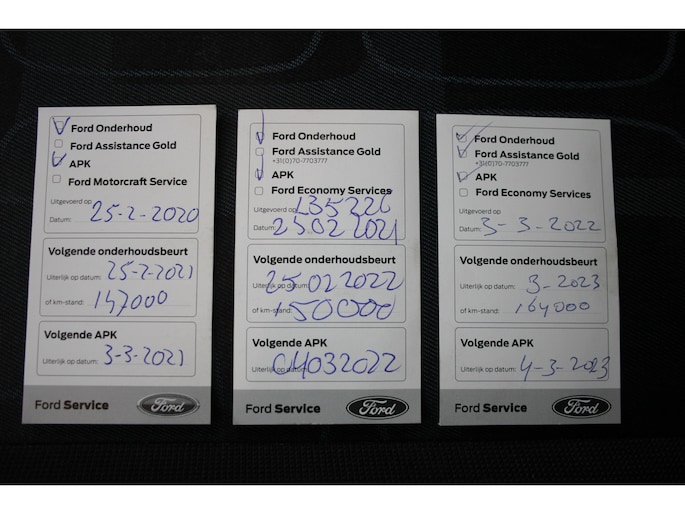 Ford Onderhoud
Ford Assistance Gold
APK
Ford Motorcraft Service
Uitgevoerd op
Datum: 25-2-2020
Volgende onderhoudsbeurt
Uiterlijk op datum: 25-2-2021
of km-stand: 147000
Volgende APK
Uiterlijk op datum: 3-3-2021
Ford Service
Ford
Ford Onderhoud
Ford Assistance Gold
+31(0)70-7703777
APK
Ford Economy Services
Uitgevoerd op 135226
Datum: 25022021
Volgende onderhoudsbeurt
Uiterlijk op datum: 25022022
of km-stand: 150000
Volgende APK
Uiterlijk op datum: 04032022
Ford Service
Ford
Ford Onderhoud
Ford Assistance Gold
+31(0)70-7703777
APK
Ford Economy Services
Uitgevoerd op
Datum: 3-3-2022
Volgende onderhoudsbeurt
Uiterlijk op datum: 3-2023
of km-stand: 164000
Volgende APK
Uiterlijk op datum: 4-3-2023
Ford Service
Ford